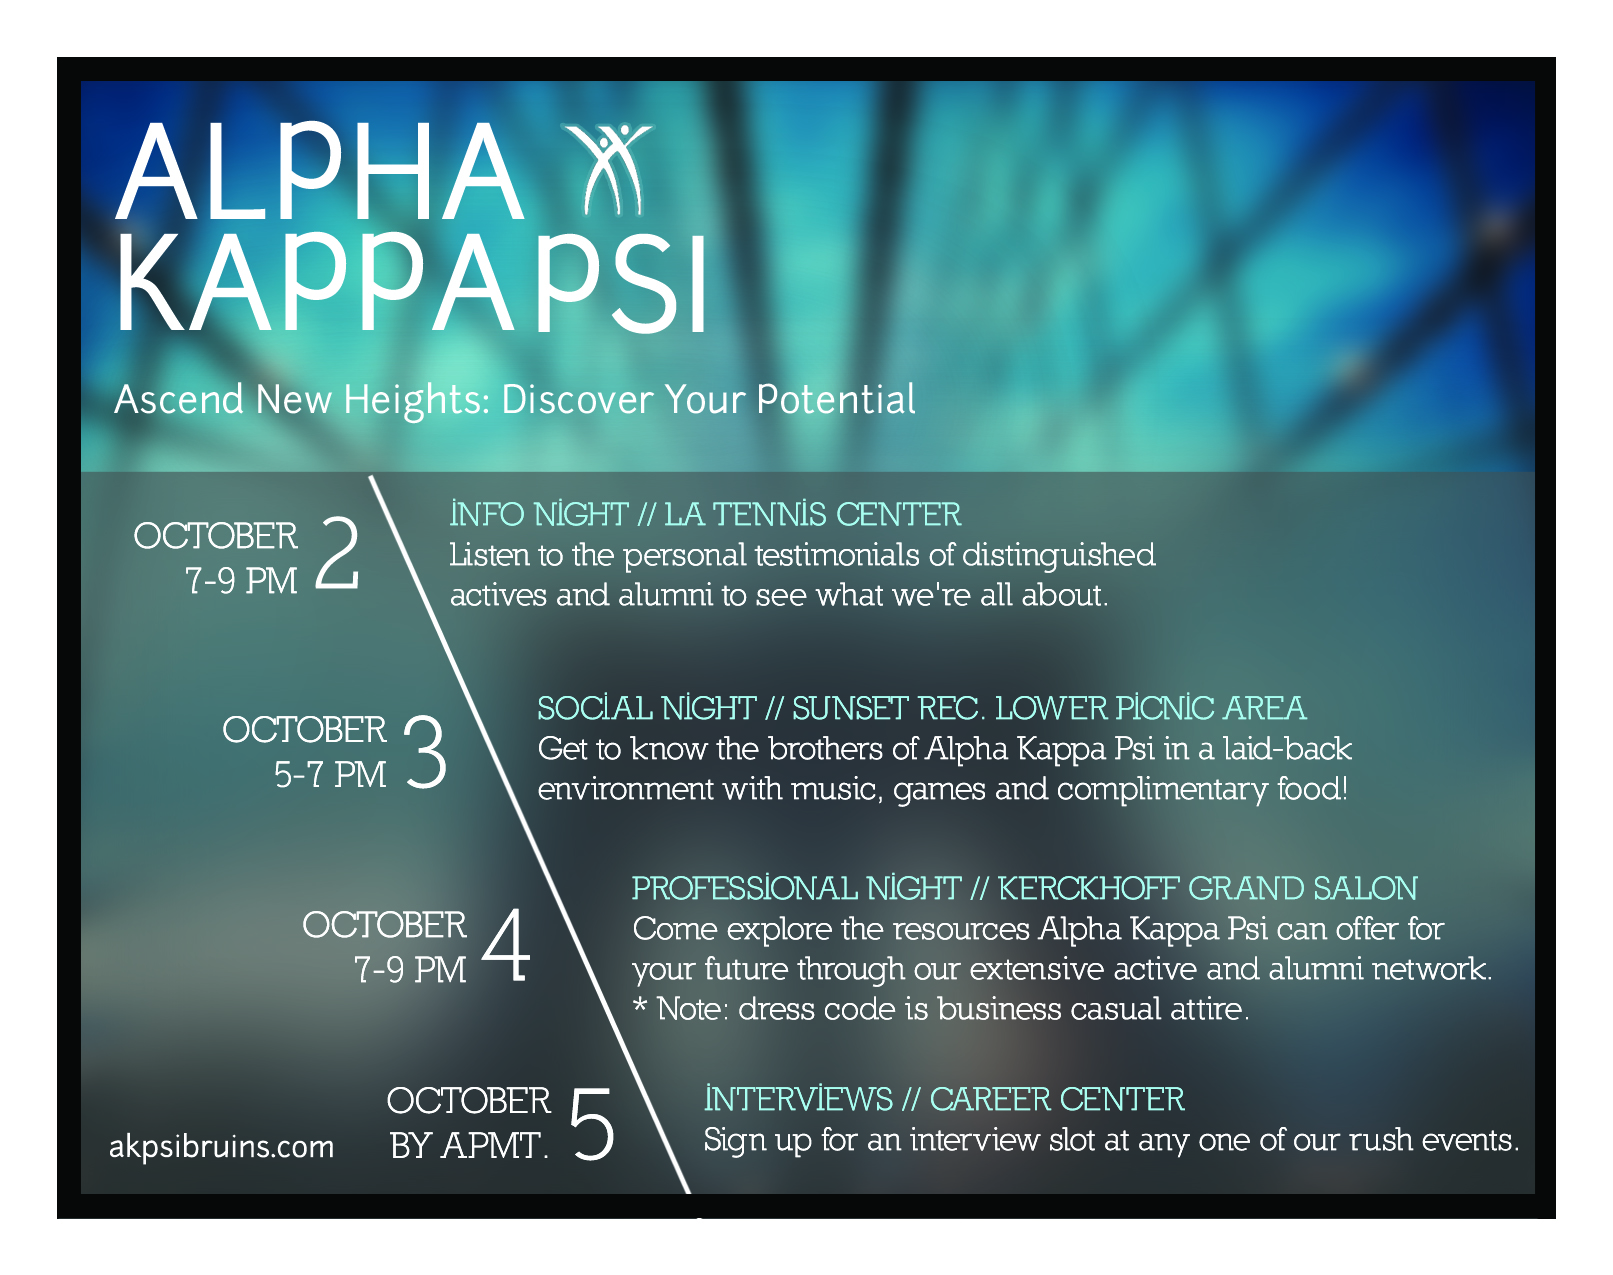 ALPHA
KAPPA PSI
Ascend New Heights: Discover Your Potential
OCTOBER 2
7-9 PM
INFO NIGHT // LA TENNIS CENTER
Listen to the personal testimonials of distinguished
actives and alumni to see what we're all about.
OCTOBER 3
5-7 PM
SOCIAL NIGHT // SUNSET REC. LOWER PICNIC AREA
Get to know the brothers of Alpha Kappa Psi in a laid-back
environment with music, games and complimentary food!
OCTOBER 4
7-9 PM
PROFESSIONAL NIGHT // KERCKHOFF GRAND SALON
Come explore the resources Alpha Kappa Psi can offer for
your future through our extensive active and alumni network.
* Note: dress code is business casual attire.
OCTOBER 5
BY APMT.
INTERVIEWS // CAREER CENTER
Sign up for an interview slot at any one of our rush events.
akpsibruins.com